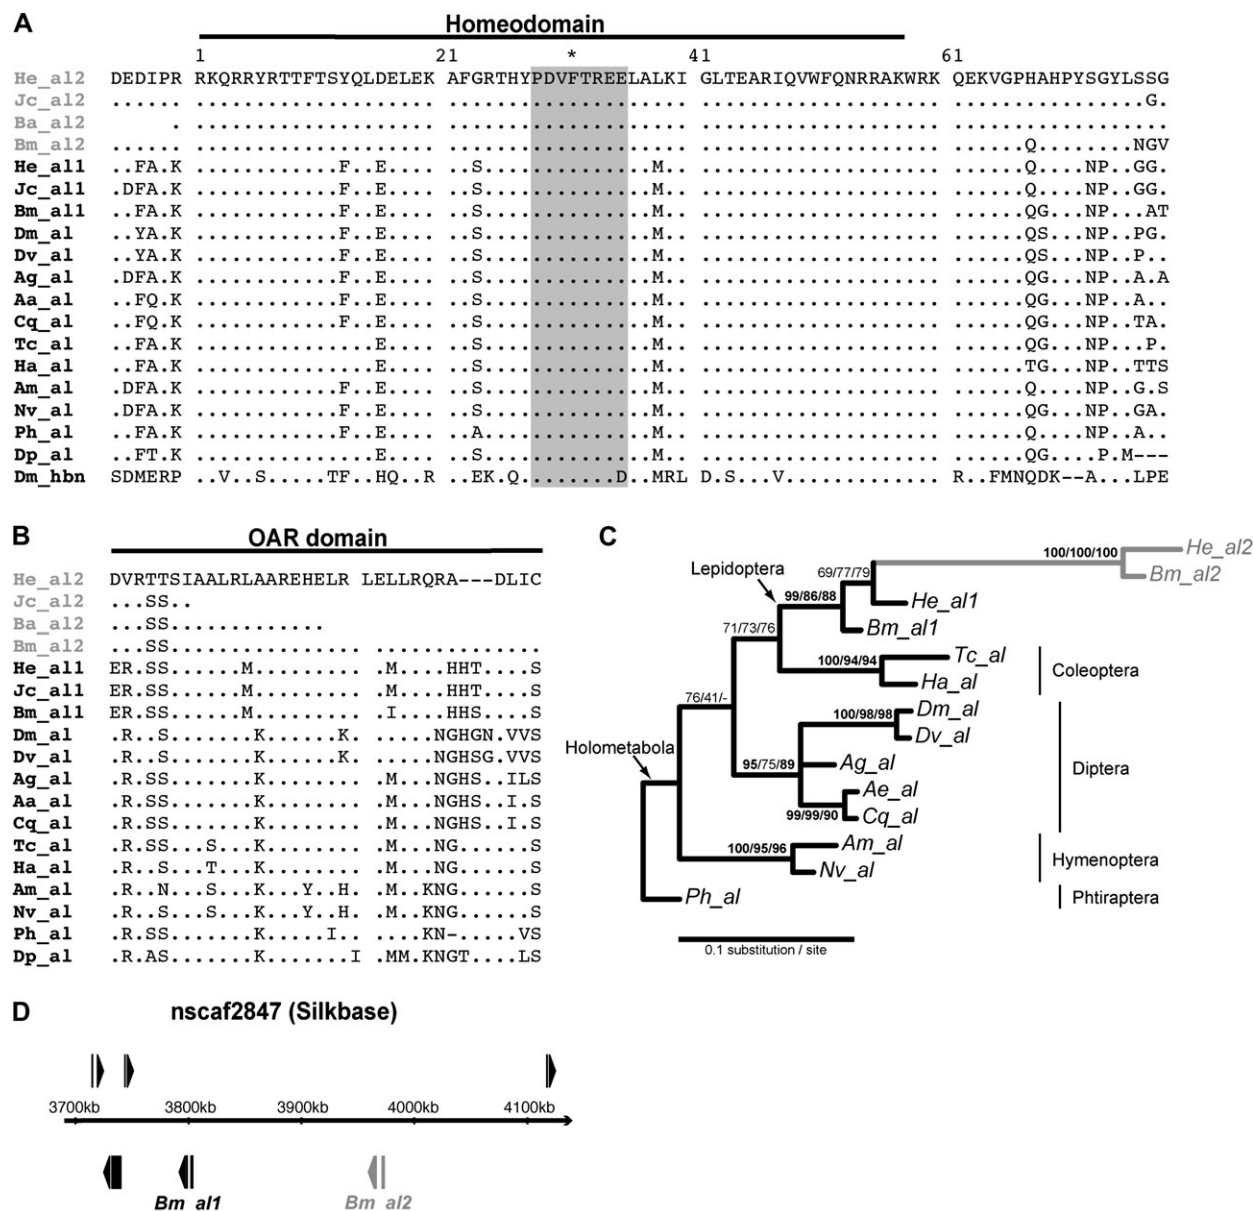 A
Homeodomain
1 21 * 41 61
He_al2 DEDIPR RKQRRYRTTFTSYQLDELEK AFGRTHYPDVFTREELALKI GLTEARIQVWFQNRRAKWRK QEKVGPHAHPYSGYLSSG
Jc_al2 ...... .................... .................... .................... ................G.
Ba_al2 . .................... .................... .................... ..................
Bm_al2 ...... .................... .................... .................... ......Q........NGV
He_al1 ..FA.K ............F..E.... ...S..............M.. .................... ......Q....NP..GG.
Jc_al1 .DFA.K ............F..E.... ...S..............M.. .................... ......Q....NP..GG.
Bm_al1 ..FA.K ............F..E.... ...S..............M.. .................... ......QG...NP...AT
Dm_al ..YA.K ............F..E.... ...S..............M.. .................... ......QS...NP..PG.
Dv_al ..YA.K ............F..E.... ...S..............M.. .................... ......QS...NP..P..
Ag_al .DFA.K ............F..E.... ...S..............M.. .................... ......QG...NP..A.A
Aa_al ..FQ.K ............F..E.... ...S..............M.. .................... ......QG...NP..A..
Cq_al ..FQ.K ............F..E.... ...S..............M.. .................... ......QG...NP..TA.
Tc_al ..FA.K ...............E.... ...S..............M.. .................... ......QG...NP...P.
Ha_al ..FA.K ...............E.... ...S..............M.. .................... ......TG...NP..TTS
Am_al .DFA.K ............F..E.... ...S..............M.. .................... ......Q....NP..G.S
Nv_al .DFA.K ............F..E.... ...S..............M.. .................... ......QG...NP..GA.
Ph_al ..FA.K ............F..E.... ...A..............M.. .................... ......Q....NP..A..
Dp_al ..FT.K ...............E.... ...S..............M.. .................... ......QG....P.M---
Dm_hbn SDMERP ..V..S.....TF..HQ..R ...EK.Q........D..MRL D.S...V............. R..FMNQDK--A...LPE
B
OAR domain
He_al2 DVRTTSIAALRLAAREHELR LELLRQRA---DLIC
Jc_al2 ...SS..
Ba_al2 ...SS.............
Bm_al2 ...SS............... ...............
He_al1 ER.SS......M........ ..M....HHT....S
Jc_al1 ER.SS......M........ ..M....HHT....S
Bm_al1 ER.SS......M........ ..I....HHS....S
Dm_al .R..S.......K......K. ......NGHGN.VVS
Dv_al .R..S.......K......K. ......NGHSG.VVS
Ag_al .R.SS.......K....... ..M...NGHS..ILS
Aa_al .R.SS.......K....... ..M...NGHS..I.S
Cq_al .R.SS.......K....... ..M...NGHS..I.S
Tc_al .R.SS...S........... ..M...NG......S
Ha_al .R.SS...T........... ..M...NG......S
Am_al .R..N...S...K...Y..H. ..M..KNG......S
Nv_al .R..S...S...K...Y..H. ..M..KNG......S
Ph_al .R.SS.......K.....I.. .....KN-.....VS
Dp_al .R.AS.......K.......I .MM.KNGT....LS
C
Lepidoptera
Holometabola
100/100/100
He_al2
Bm_al2
69/77/79
99/86/88
He_al1
Bm_al1
71/73/76
100/94/94
Tc_al
Ha_al
Coleoptera
76/41/-
100/98/98
Dm_al
Dv_al
95/75/89
Ag_al
Diptera
Ae_al
99/99/90
Cq_al
100/95/96
Am_al
Nv_al
Hymenoptera
Ph_al
Phtiraptera
0.1 substitution / site
D
nscaf2847 (Silkbase)
3700kb 3800kb 3900kb 4000kb 4100kb
Bm_al1 Bm_al2